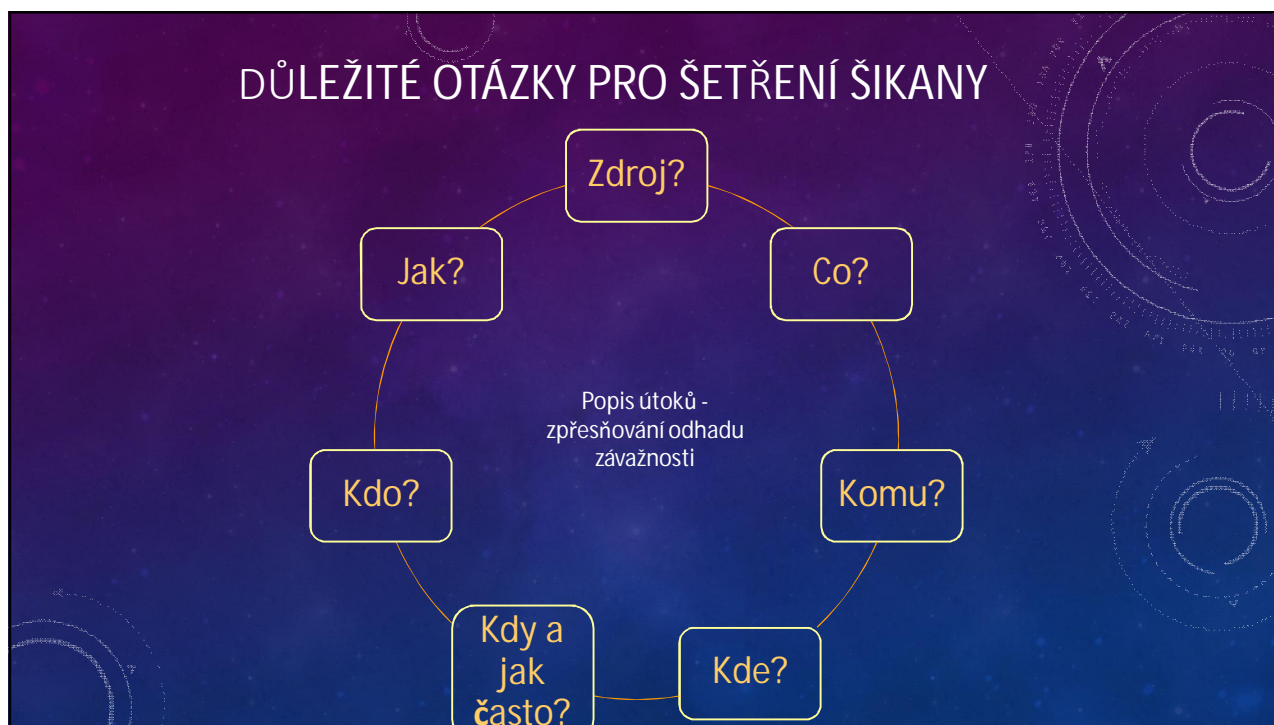 DŮLEŽITÉ OTÁZKY PRO ŠETŘENÍ ŠIKANY
Zdroj?
Co?
Komu?
Kde?
Kdy a
jak
často?
Kdo?
Jak?
Popis útoků -
zpřesňování odhadu
závažnosti